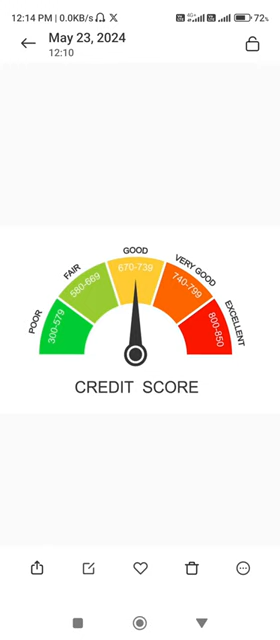 12:14 PM | 0.0KB/s
4G+
72%
May 23, 2024
12:10
POOR
300-579
FAIR
580-669
GOOD
670-739
VERY GOOD
740-799
EXCELLENT
800-850
CREDIT SCORE